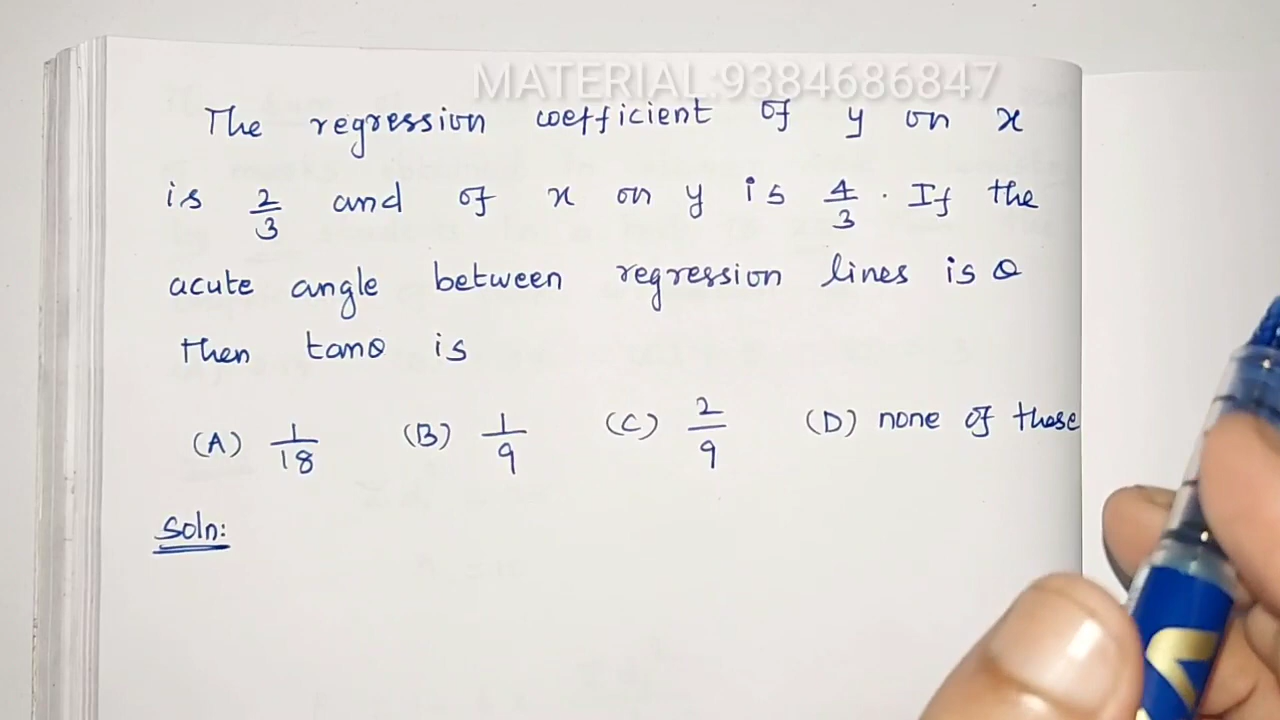 MATERIAL:9384686847
The regression coefficient of y on x
is 2/3 and of x on y is 4/3. If the
acute angle between regression lines is θ
then tanθ is
(A) 1/18 (B) 1/9 (C) 2/9 (D) none of those
Soln: